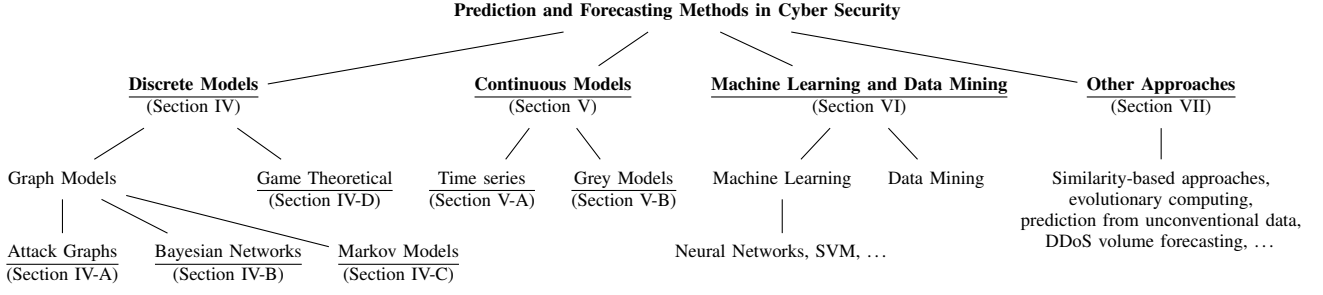 Prediction and Forecasting Methods in Cyber Security
Discrete Models
(Section IV)
Continuous Models
(Section V)
Machine Learning and Data Mining
(Section VI)
Other Approaches
(Section VII)
Graph Models
Game Theoretical
(Section IV-D)
Time series
(Section V-A)
Grey Models
(Section V-B)
Machine Learning
Data Mining
Similarity-based approaches,
evolutionary computing,
prediction from unconventional data,
DDoS volume forecasting, ...
Attack Graphs
(Section IV-A)
Bayesian Networks
(Section IV-B)
Markov Models
(Section IV-C)
Neural Networks, SVM, ...